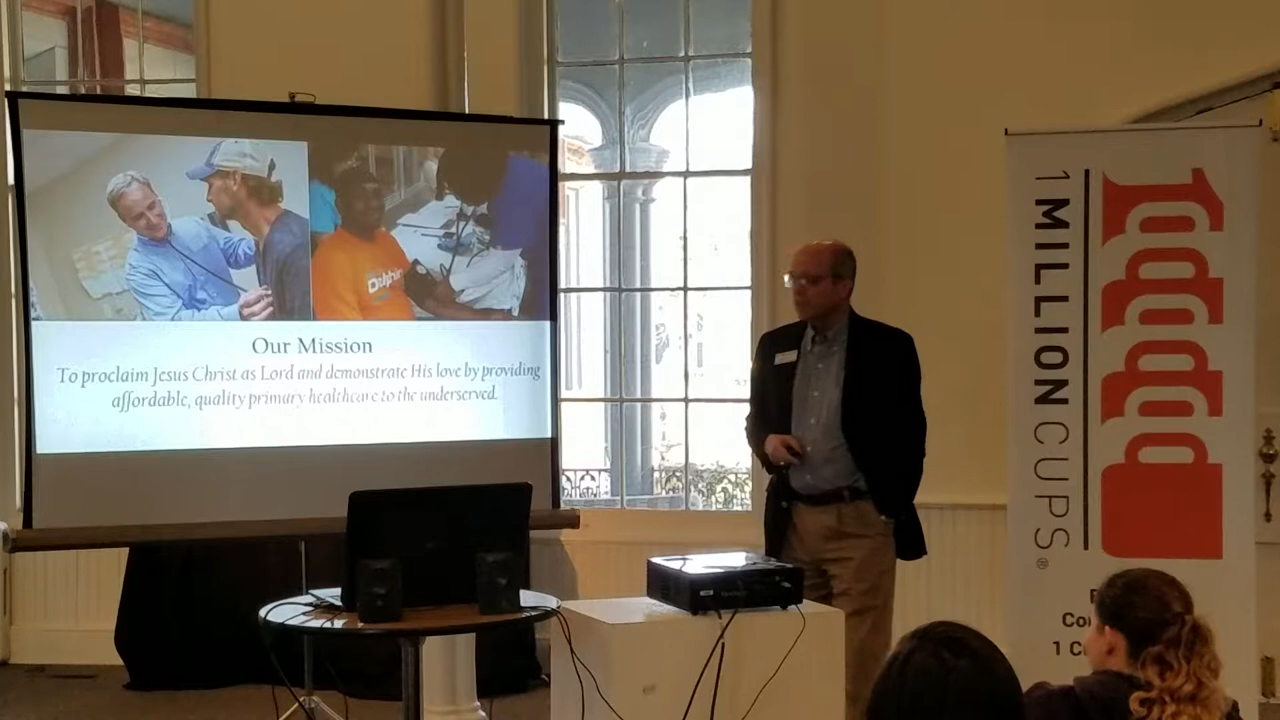 Our Mission
To proclaim Jesus Christ as Lord and demonstrate His love by providing
affordable, quality primary healthcare to the underserved.
Dolphin
1 MILLION CUPS®
1 C